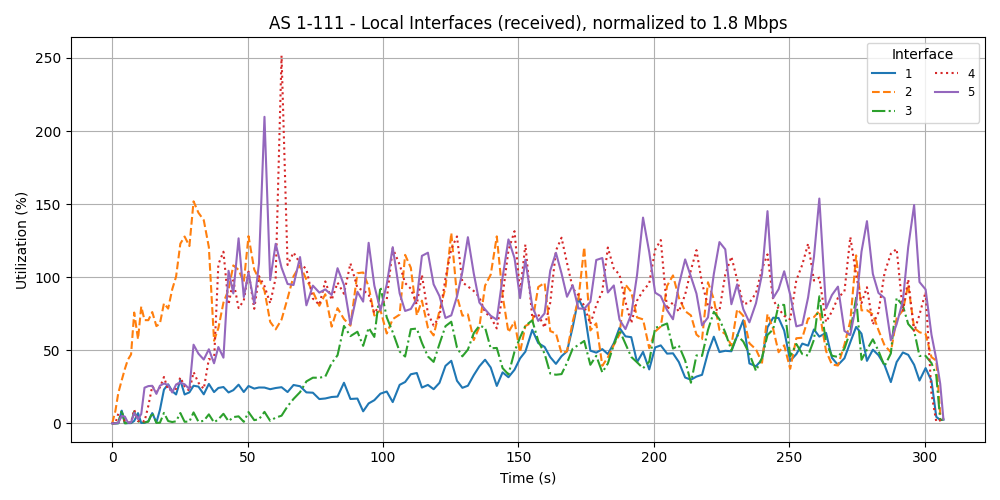 AS 1-111 - Local Interfaces (received), normalized to 1.8 Mbps
Utilization (%)
250
200
150
100
50
0
0 50 100 150 200 250 300
Time (s)
Interface
1 4
2 5
3